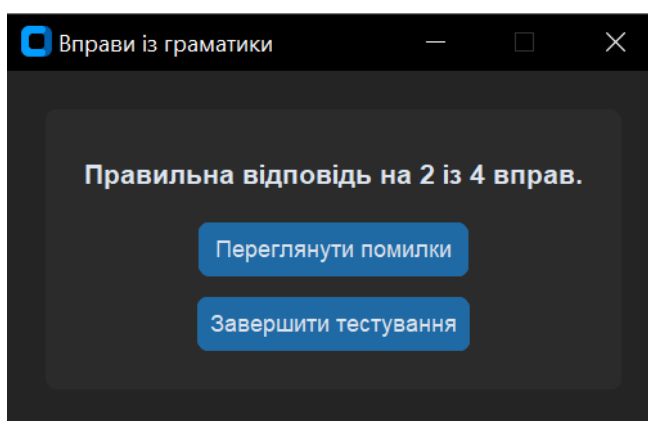 Вправи із граматики
Правильна відповідь на 2 із 4 вправ.
Переглянути помилки
Завершити тестування